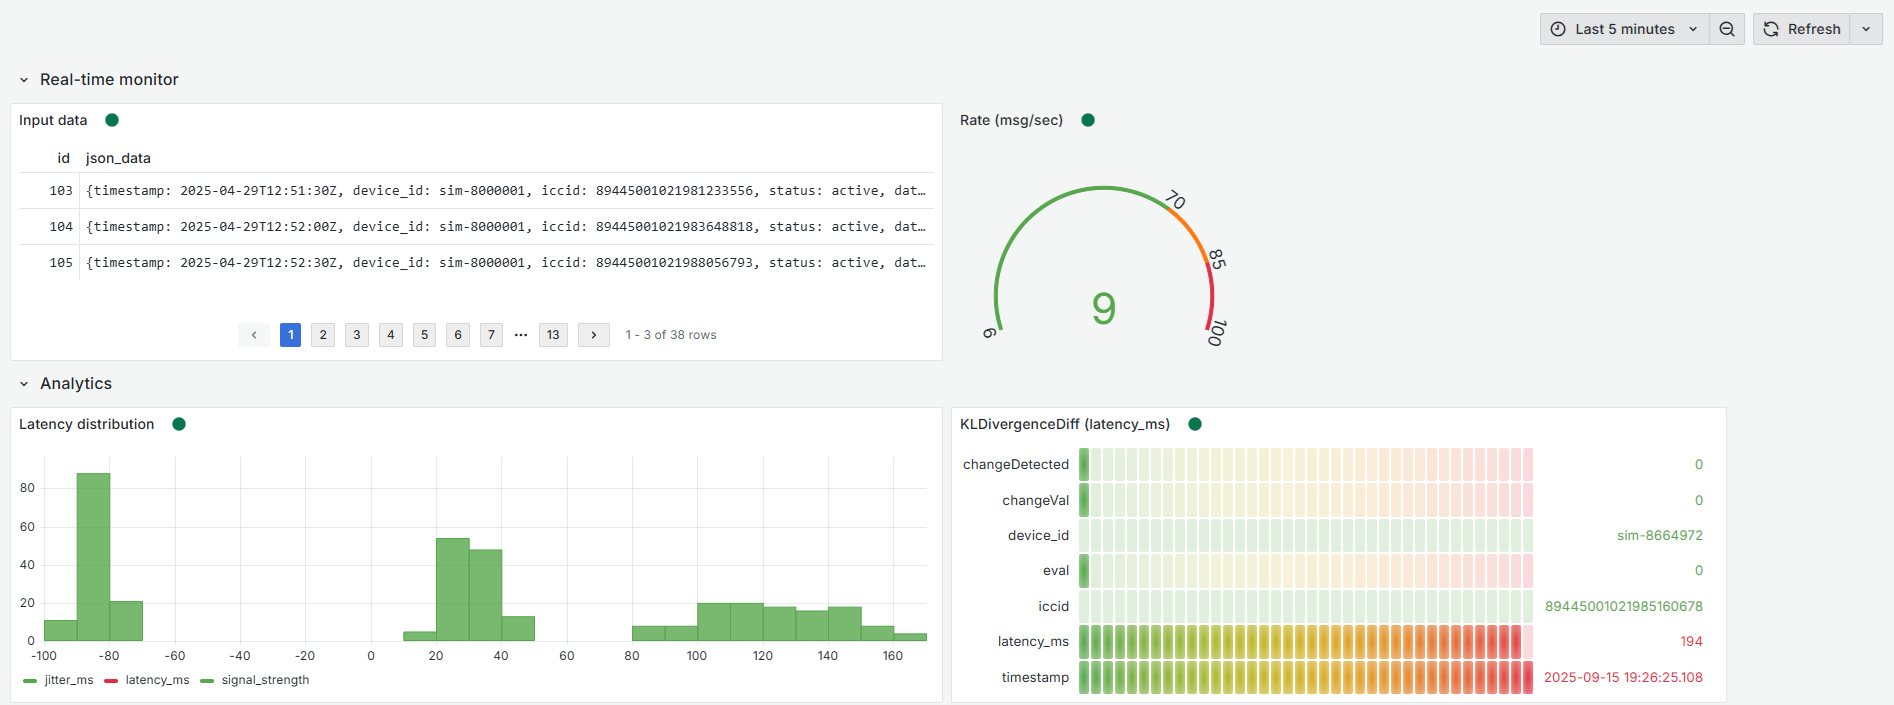 Last 5 minutes
Refresh
Real-time monitor
Input data
id json_data
103 {timestamp: 2025-04-29T12:51:30Z, device_id: sim-8000001, iccid: 89445001021981233556, status: active, dat…
104 {timestamp: 2025-04-29T12:52:00Z, device_id: sim-8000001, iccid: 89445001021983648818, status: active, dat…
105 {timestamp: 2025-04-29T12:52:30Z, device_id: sim-8000001, iccid: 89445001021988056793, status: active, dat…
1 2 3 4 5 6 7 ··· 13 1 - 3 of 38 rows
Rate (msg/sec)
70
85
9
6
100
Analytics
Latency distribution
80
60
40
20
0
-100 -80 -60 -40 -20 0 20 40 60 80 100 120 140 160
jitter_ms latency_ms signal_strength
KLDivergenceDiff (latency_ms)
changeDetected 0
changeVal 0
device_id sim-8664972
eval 0
iccid 89445001021985160678
latency_ms 194
timestamp 2025-09-15 19:26:25.108